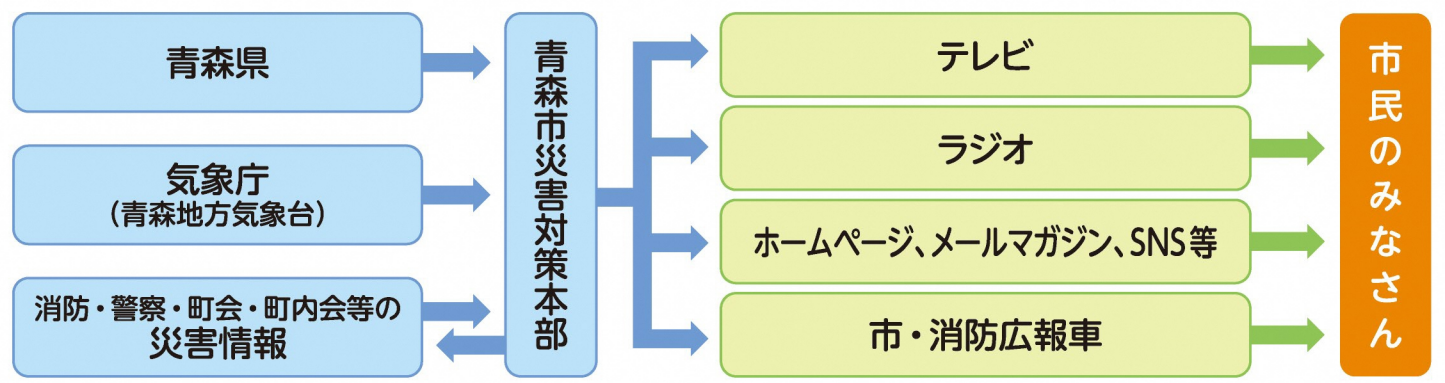 青森県
気象庁
（青森地方気象台）
消防・警察・町会・町内会等の
災害情報
青森市災害対策本部
テレビ
ラジオ
ホームページ、メールマガジン、SNS等
市・消防広報車
市民のみなさん